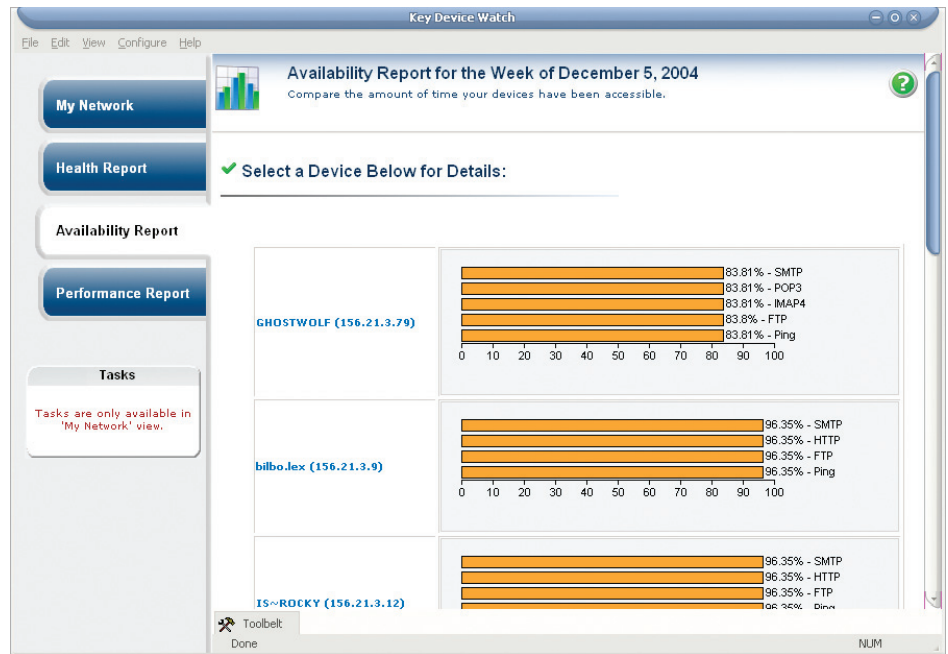 Key Device Watch
File Edit View Configure Help
My Network
Health Report
Availability Report
Performance Report
Tasks
Tasks are only available in
'My Network' view.
Availability Report for the Week of December 5, 2004
Compare the amount of time your devices have been accessible.
?
Select a Device Below for Details:
GHOSTWOLF (156.21.3.79)
83.81% - SMTP
83.81% - POP3
83.81% - IMAP4
83.8% - FTP
83.81% - Ping
0 10 20 30 40 50 60 70 80 90 100
bilbo.lex (156.21.3.9)
96.35% - SMTP
96.35% - HTTP
96.35% - FTP
96.35% - Ping
0 10 20 30 40 50 60 70 80 90 100
IS~ROCKY (156.21.3.12)
96.35% - SMTP
96.35% - HTTP
96.35% - FTP
96.35% - Ping
Toolbelt
Done NUM